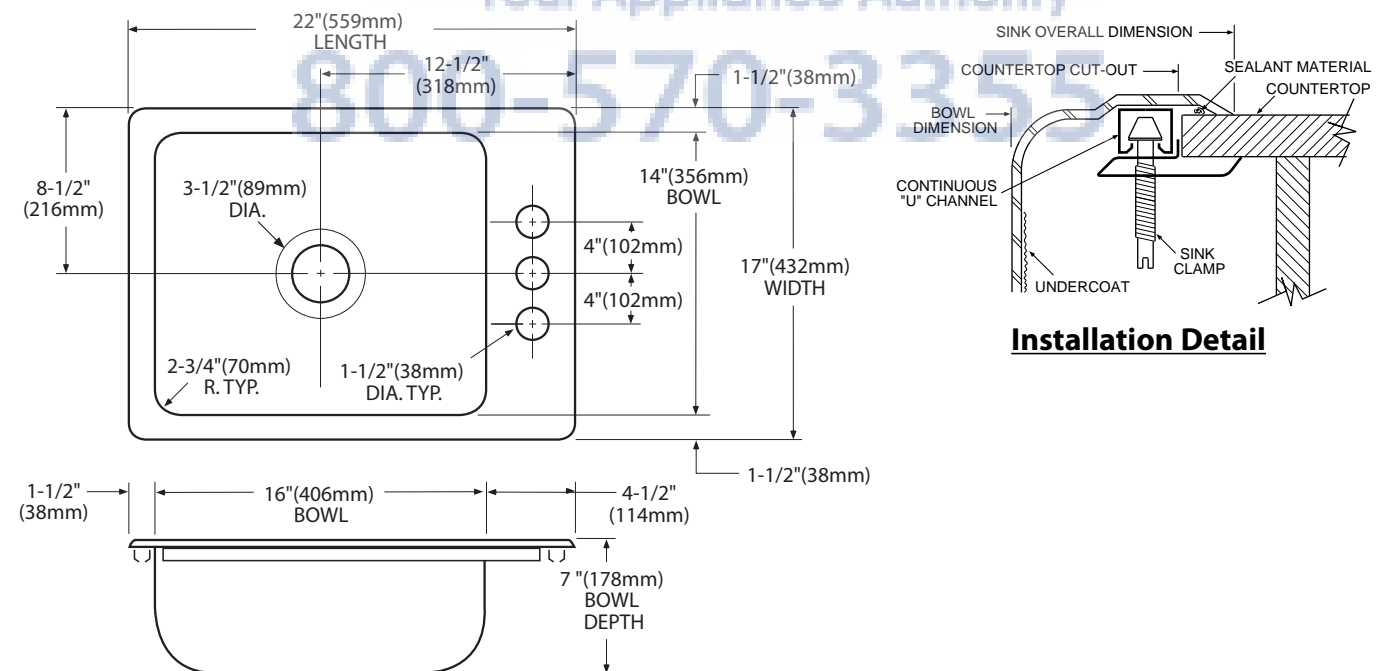 Your Appliance Authority
800-570-3355
22"(559mm)
LENGTH
12-1/2"
(318mm)
1-1/2"(38mm)
8-1/2"
(216mm)
3-1/2"(89mm)
DIA.
14"(356mm)
BOWL
4"(102mm)
17"(432mm)
WIDTH
4"(102mm)
2-3/4"(70mm)
R. TYP.
1-1/2"(38mm)
DIA. TYP.
1-1/2"(38mm)
1-1/2"
(38mm)
16"(406mm)
BOWL
4-1/2"
(114mm)
7 "(178mm)
BOWL
DEPTH
SINK OVERALL DIMENSION
COUNTERTOP CUT-OUT
SEALANT MATERIAL
COUNTERTOP
BOWL
DIMENSION
CONTINUOUS
"U" CHANNEL
SINK
CLAMP
UNDERCOAT
Installation Detail